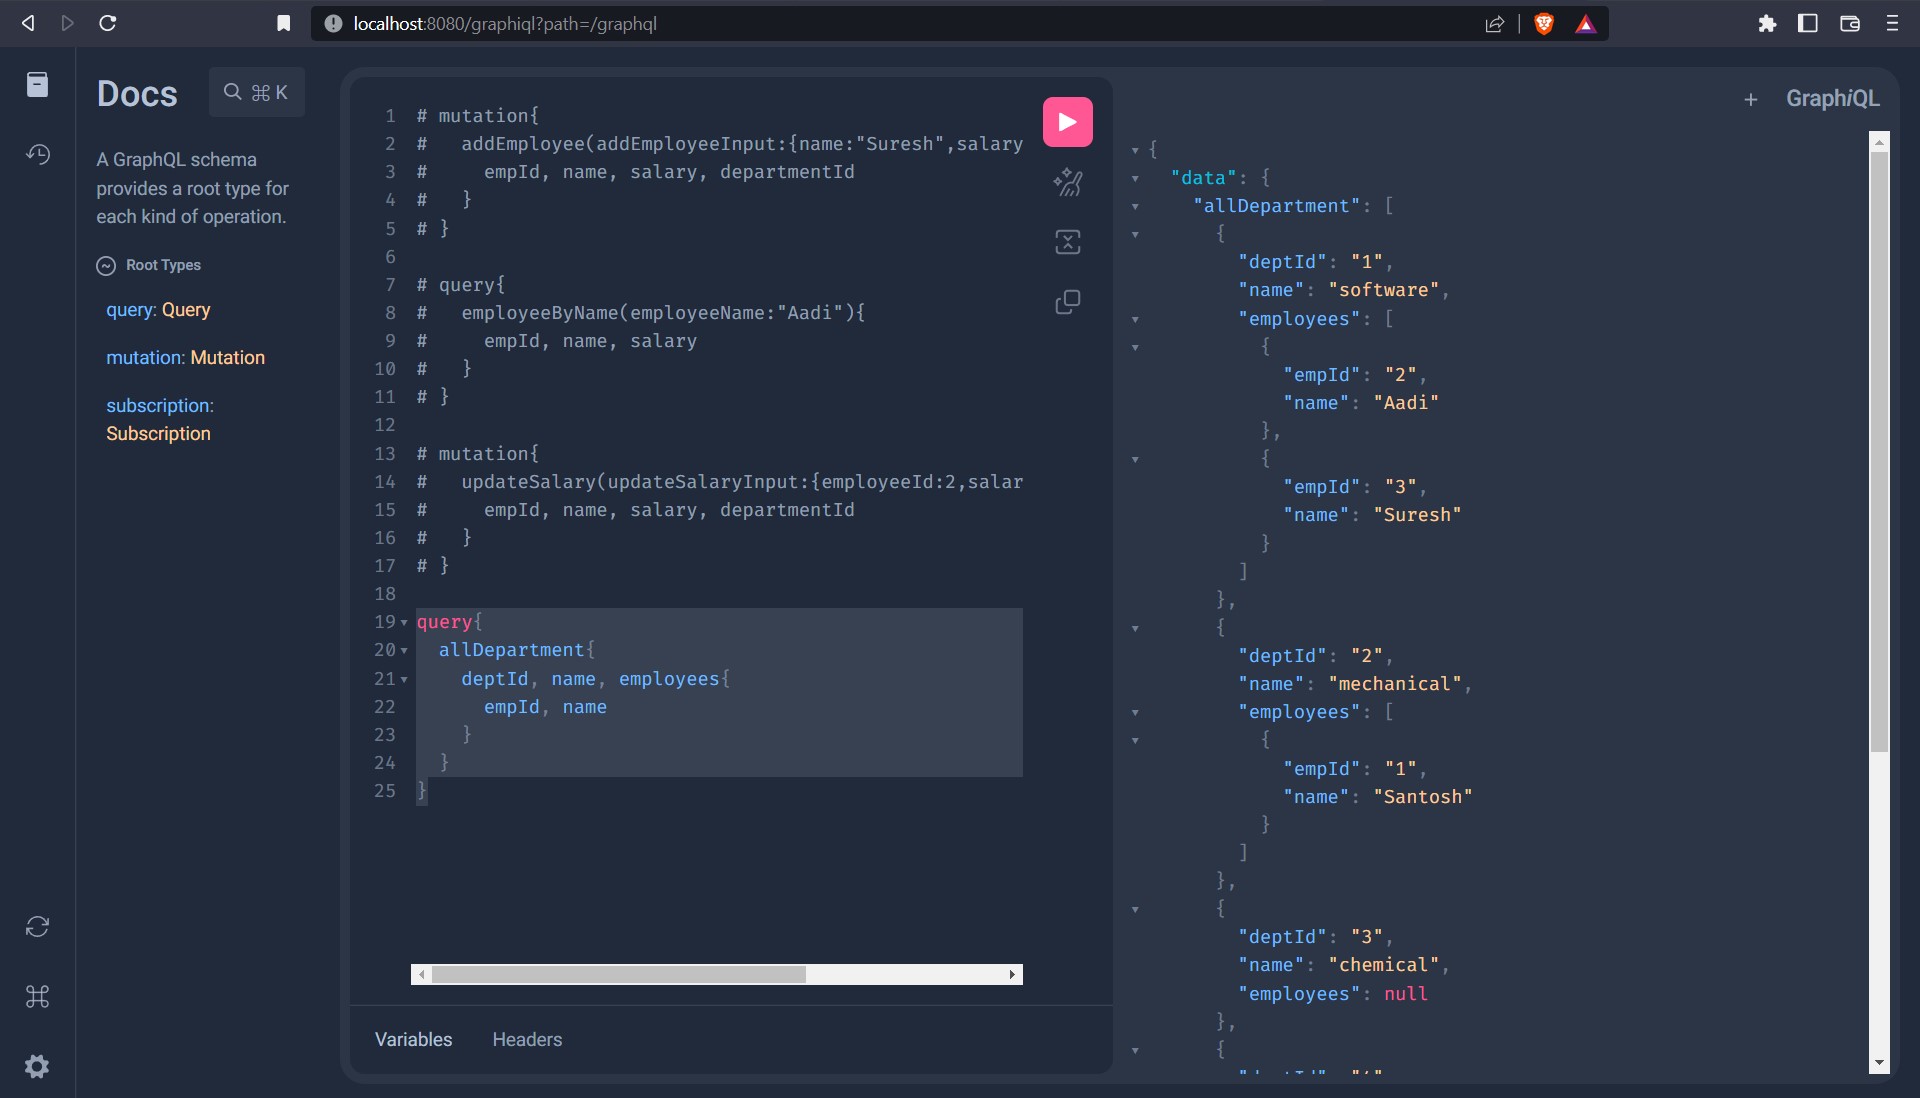 localhost:8080/graphiql?path=/graphql
Docs
⌘ K
A GraphQL schema
provides a root type for
each kind of operation.
Root Types
query: Query
mutation: Mutation
subscription:
Subscription
1 # mutation{
2 #   addEmployee(addEmployeeInput:{name:"Suresh",salary
3 #     empId, name, salary, departmentId
4 #   }
5 # }
6
7 # query{
8 #   employeeByName(employeeName:"Aadi"){
9 #     empId, name, salary
10 #   }
11 # }
12
13 # mutation{
14 #   updateSalary(updateSalaryInput:{employeeId:2,salar
15 #     empId, name, salary, departmentId
16 #   }
17 # }
18
19 query{
20   allDepartment{
21     deptId, name, employees{
22       empId, name
23     }
24   }
25 }
Variables Headers
+ GraphiQL
{
  "data": {
    "allDepartment": [
      {
        "deptId": "1",
        "name": "software",
        "employees": [
          {
            "empId": "2",
            "name": "Aadi"
          },
          {
            "empId": "3",
            "name": "Suresh"
          }
        ]
      },
      {
        "deptId": "2",
        "name": "mechanical",
        "employees": [
          {
            "empId": "1",
            "name": "Santosh"
          }
        ]
      },
      {
        "deptId": "3",
        "name": "chemical",
        "employees": null
      },
      {